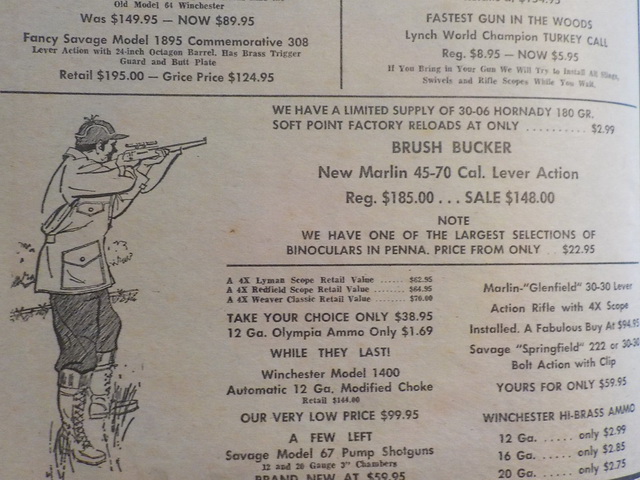 Old Model 64 Winchester
Was $149.95 — NOW $89.95
Fancy Savage Model 1895 Commemorative 308
Lever Action with 24-inch Octagon Barrel. Has Brass Trigger
Guard and Butt Plate
Retail $195.00 — Grice Price $124.95
FASTEST GUN IN THE WOODS
Lynch World Champion TURKEY CALL
Reg. $8.95 — NOW $5.95
If You Bring in Your Gun We Will Try to Install All Slings,
Swivels and Rifle Scopes While You Wait.
WE HAVE A LIMITED SUPPLY OF 30-06 HORNADY 180 GR.
SOFT POINT FACTORY RELOADS AT ONLY .......... $2.99
BRUSH BUCKER
New Marlin 45-70 Cal. Lever Action
Reg. $185.00 . . . SALE $148.00
NOTE
WE HAVE ONE OF THE LARGEST SELECTIONS OF
BINOCULARS IN PENNA. PRICE FROM ONLY . . $22.95
A 4X Lyman Scope Retail Value ...... $62.95
A 4X Redfield Scope Retail Value ..... $64.95
A 4X Weaver Classic Retail Value ..... $70.00
TAKE YOUR CHOICE ONLY $38.95
12 Ga. Olympia Ammo Only $1.69
WHILE THEY LAST!
Winchester Model 1400
Automatic 12 Ga, Modified Choke
Retail $144.00
OUR VERY LOW PRICE $99.95
A FEW LEFT
Savage Model 67 Pump Shotguns
12 and 20 Gauge 3" Chambers
BRAND NEW AT $59.95
Marlin-"Glenfield" 30-30 Lever
Action Rifle with 4X Scope
Installed. A Fabulous Buy At $94.95
Savage "Springfield" 222 or 30-30
Bolt Action with Clip
YOURS FOR ONLY $59.95
WINCHESTER HI-BRASS AMMO
12 Ga. ...... only $2.99
16 Ga. ...... only $2.85
20 Ga. ...... only $2.75